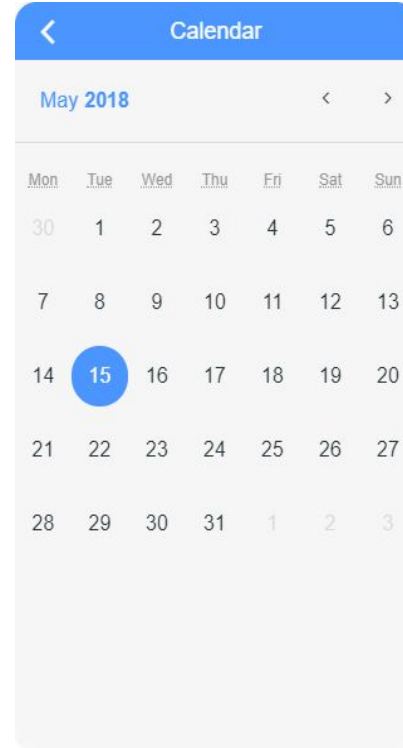 Calendar
May 2018
Mon Tue Wed Thu Fri Sat Sun
30 1 2 3 4 5 6
7 8 9 10 11 12 13
14 15 16 17 18 19 20
21 22 23 24 25 26 27
28 29 30 31 1 2 3